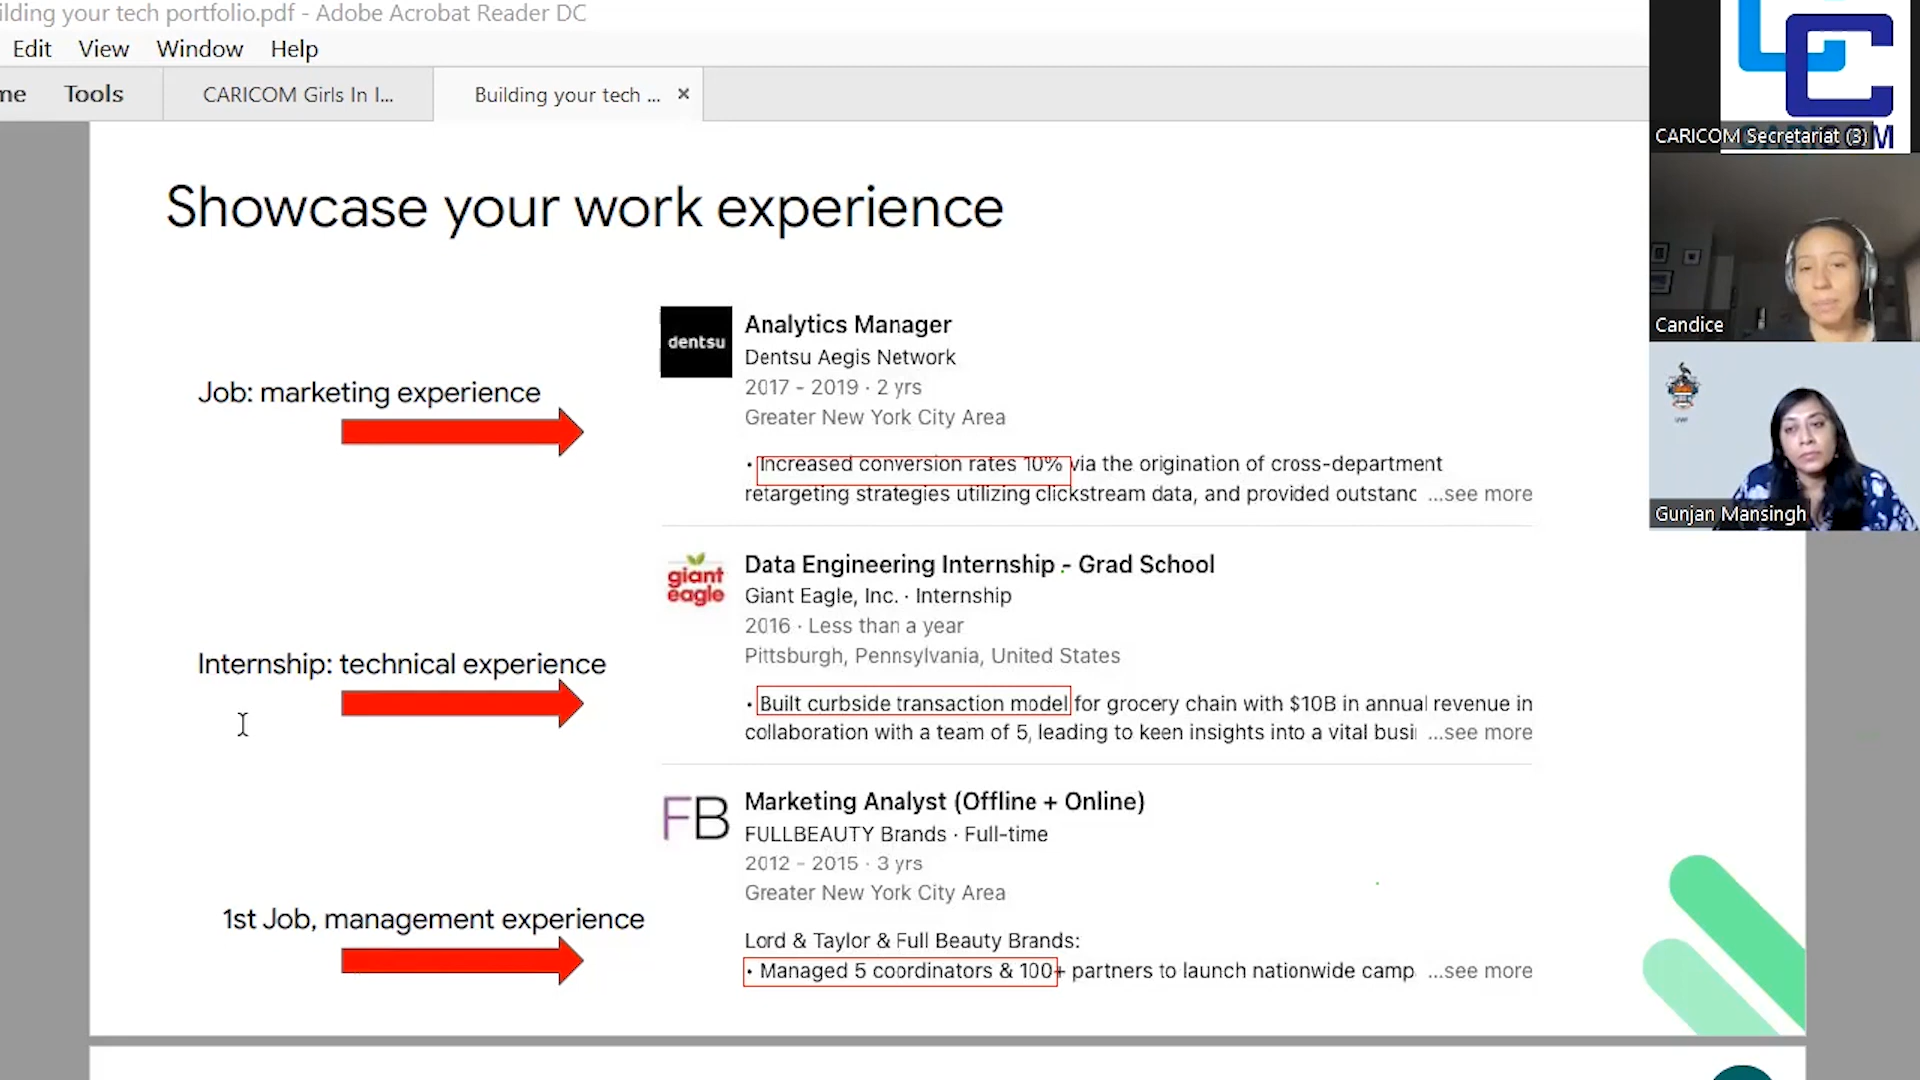 ilding your tech portfolio.pdf - Adobe Acrobat Reader DC
Edit View Window Help
me Tools CARICOM Girls In I... Building your tech ... ×
Showcase your work experience
Job: marketing experience
dentsu
Analytics Manager
Dentsu Aegis Network
2017 - 2019 · 2 yrs
Greater New York City Area
• Increased conversion rates 10% via the origination of cross-department
retargeting strategies utilizing clickstream data, and provided outstanc ...see more
Internship: technical experience
giant
eagle
Data Engineering Internship - Grad School
Giant Eagle, Inc. · Internship
2016 · Less than a year
Pittsburgh, Pennsylvania, United States
• Built curbside transaction model for grocery chain with $10B in annual revenue in
collaboration with a team of 5, leading to keen insights into a vital busi ...see more
1st Job, management experience
FB
Marketing Analyst (Offline + Online)
FULLBEAUTY Brands · Full-time
2012 - 2015 · 3 yrs
Greater New York City Area
Lord & Taylor & Full Beauty Brands:
• Managed 5 coordinators & 100+ partners to launch nationwide camp ...see more
CARICOM Secretariat (3)
Candice
Gunjan Mansingh